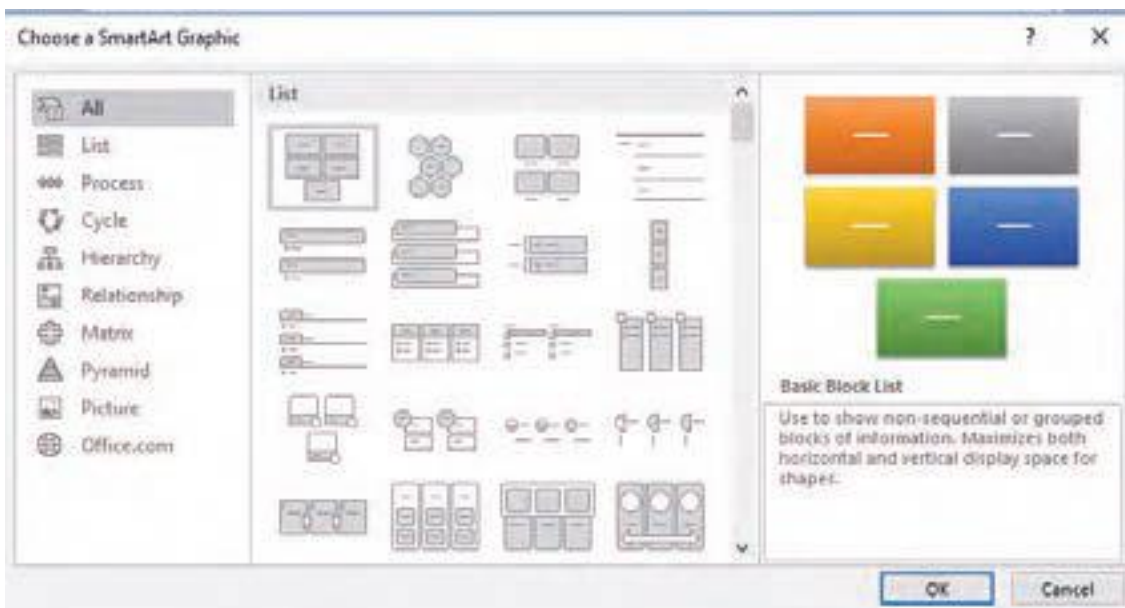 Choose a SmartArt Graphic
?
All
List
Process
Cycle
Hierarchy
Relationship
Matrix
Pyramid
Picture
Office.com
List
Basic Block List
Use to show non-sequential or grouped
blocks of information. Maximizes both
horizontal and vertical display space for
shapes.
OK
Cancel